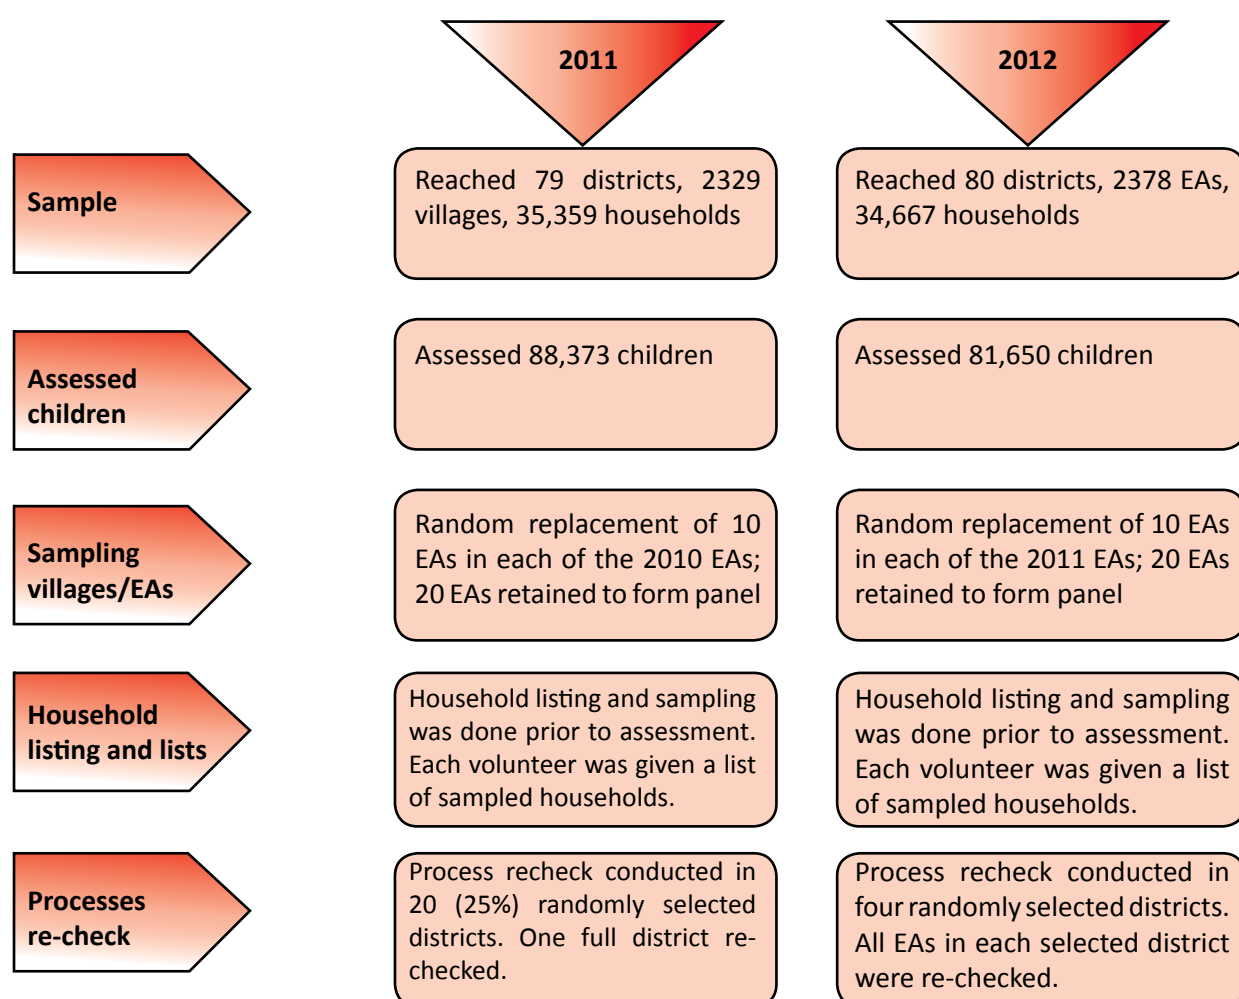 2011
2012
Sample
Reached 79 districts, 2329
villages, 35,359 households
Reached 80 districts, 2378 EAs,
34,667 households
Assessed
children
Assessed 88,373 children
Assessed 81,650 children
Sampling
villages/EAs
Random replacement of 10
EAs in each of the 2010 EAs;
20 EAs retained to form panel
Random replacement of 10 EAs
in each of the 2011 EAs; 20 EAs
retained to form panel
Household
listing and lists
Household listing and sampling
was done prior to assessment.
Each volunteer was given a list
of sampled households.
Household listing and sampling
was done prior to assessment.
Each volunteer was given a list
of sampled households.
Processes
re-check
Process recheck conducted in
20 (25%) randomly selected
districts. One full district re-
checked.
Process recheck conducted in
four randomly selected districts.
All EAs in each selected district
were re-checked.